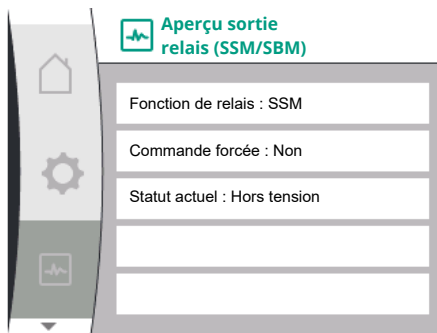 Aperçu sortie
relais (SSM/SBM)
Fonction de relais : SSM
Commande forcée : Non
Statut actuel : Hors tension